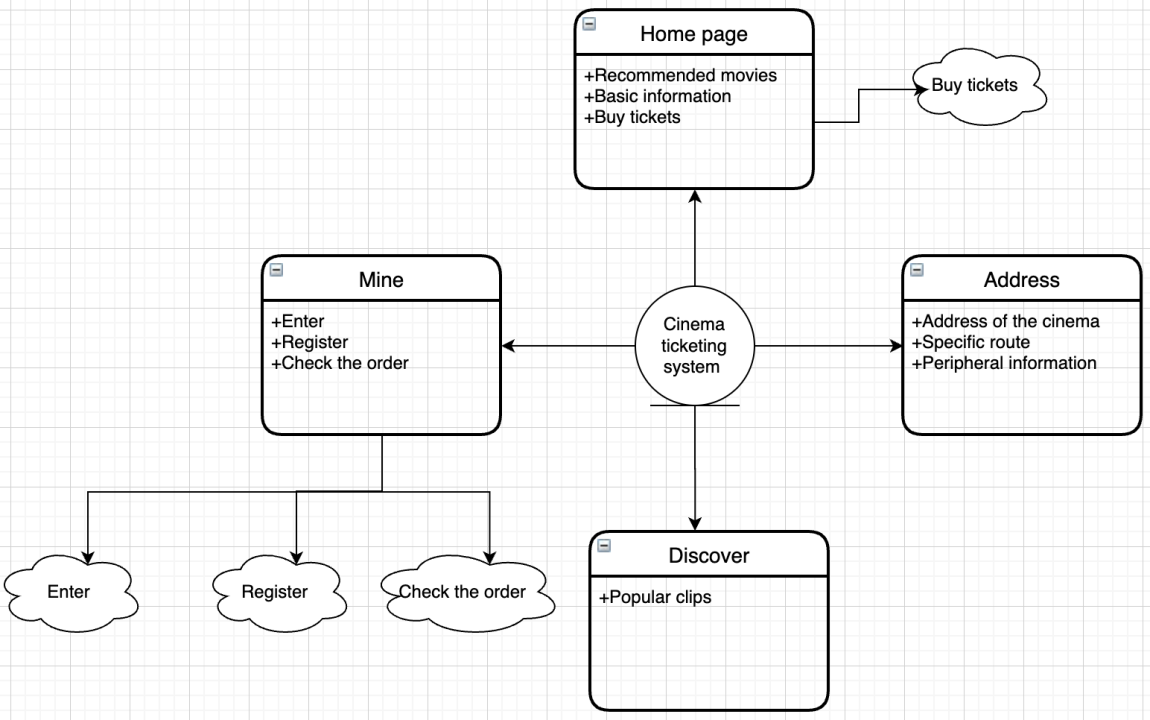 Home page
+Recommended movies
+Basic information
+Buy tickets
Buy tickets
Mine
+Enter
+Register
+Check the order
Cinema
ticketing
system
Address
+Address of the cinema
+Specific route
+Peripheral information
Enter
Register
Check the order
Discover
+Popular clips